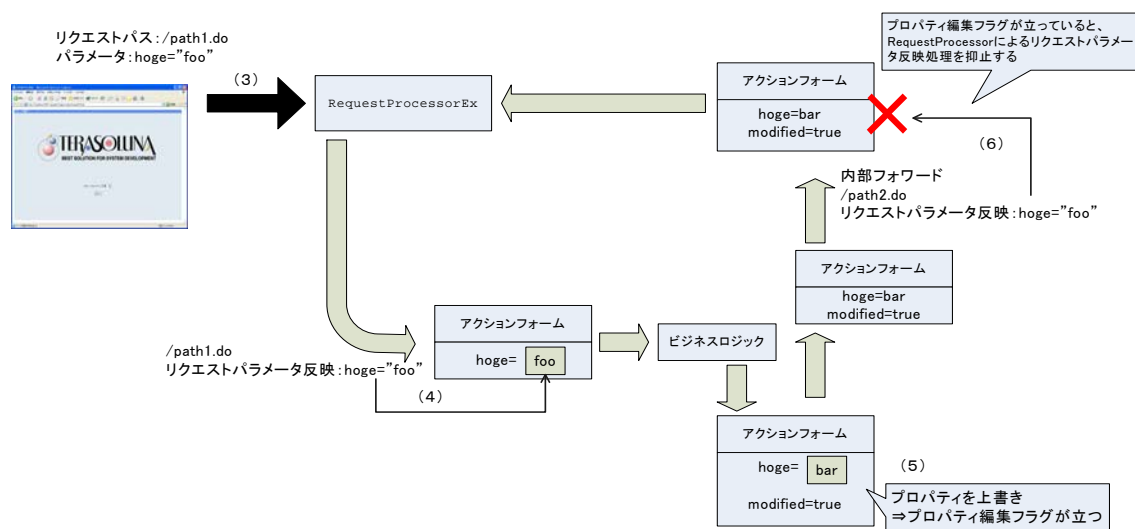 リクエストパス:/path1.do
パラメータ:hoge="foo"
(3)
TERASOLUNA
BEST SOLUTION FOR SYSTEM DEVELOPMENT
RequestProcessorEx
アクションフォーム
hoge=bar
modified=true
プロパティ編集フラグが立っていると、
RequestProcessorによるリクエストパラメー
タ反映処理を抑止する
(6)
内部フォワード
/path2.do
リクエストパラメータ反映:hoge="foo"
アクションフォーム
hoge=bar
modified=true
/path1.do
リクエストパラメータ反映:hoge="foo"
(4)
アクションフォーム
hoge= foo
ビジネスロジック
アクションフォーム
hoge= bar
modified=true
(5)
プロパティを上書き
⇒プロパティ編集フラグが立つ